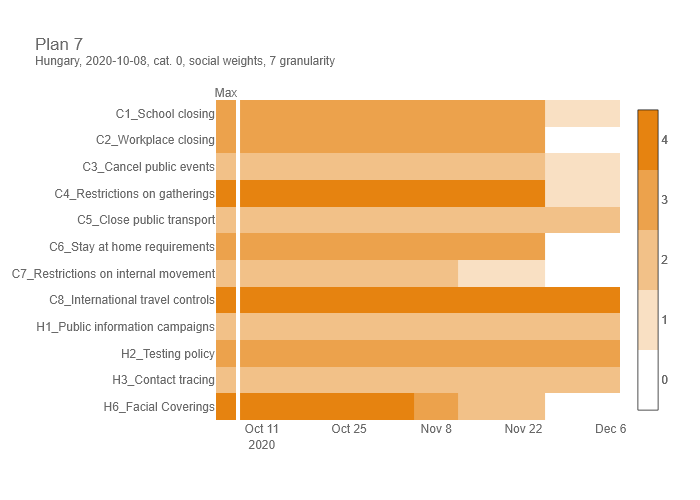 Plan 7
Hungary, 2020-10-08, cat. 0, social weights, 7 granularity
Max
C1_School closing
C2_Workplace closing
C3_Cancel public events
C4_Restrictions on gatherings
C5_Close public transport
C6_Stay at home requirements
C7_Restrictions on internal movement
C8_International travel controls
H1_Public information campaigns
H2_Testing policy
H3_Contact tracing
H6_Facial Coverings
Oct 11 Oct 25 Nov 8 Nov 22 Dec 6
2020
4
3
2
1
0